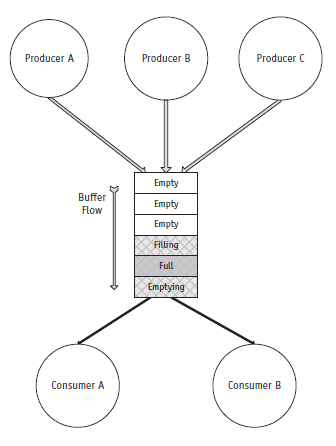 Producer A
Producer B
Producer C
Buffer
Flow
Empty
Empty
Empty
Filling
Full
Emptying
Consumer A
Consumer B